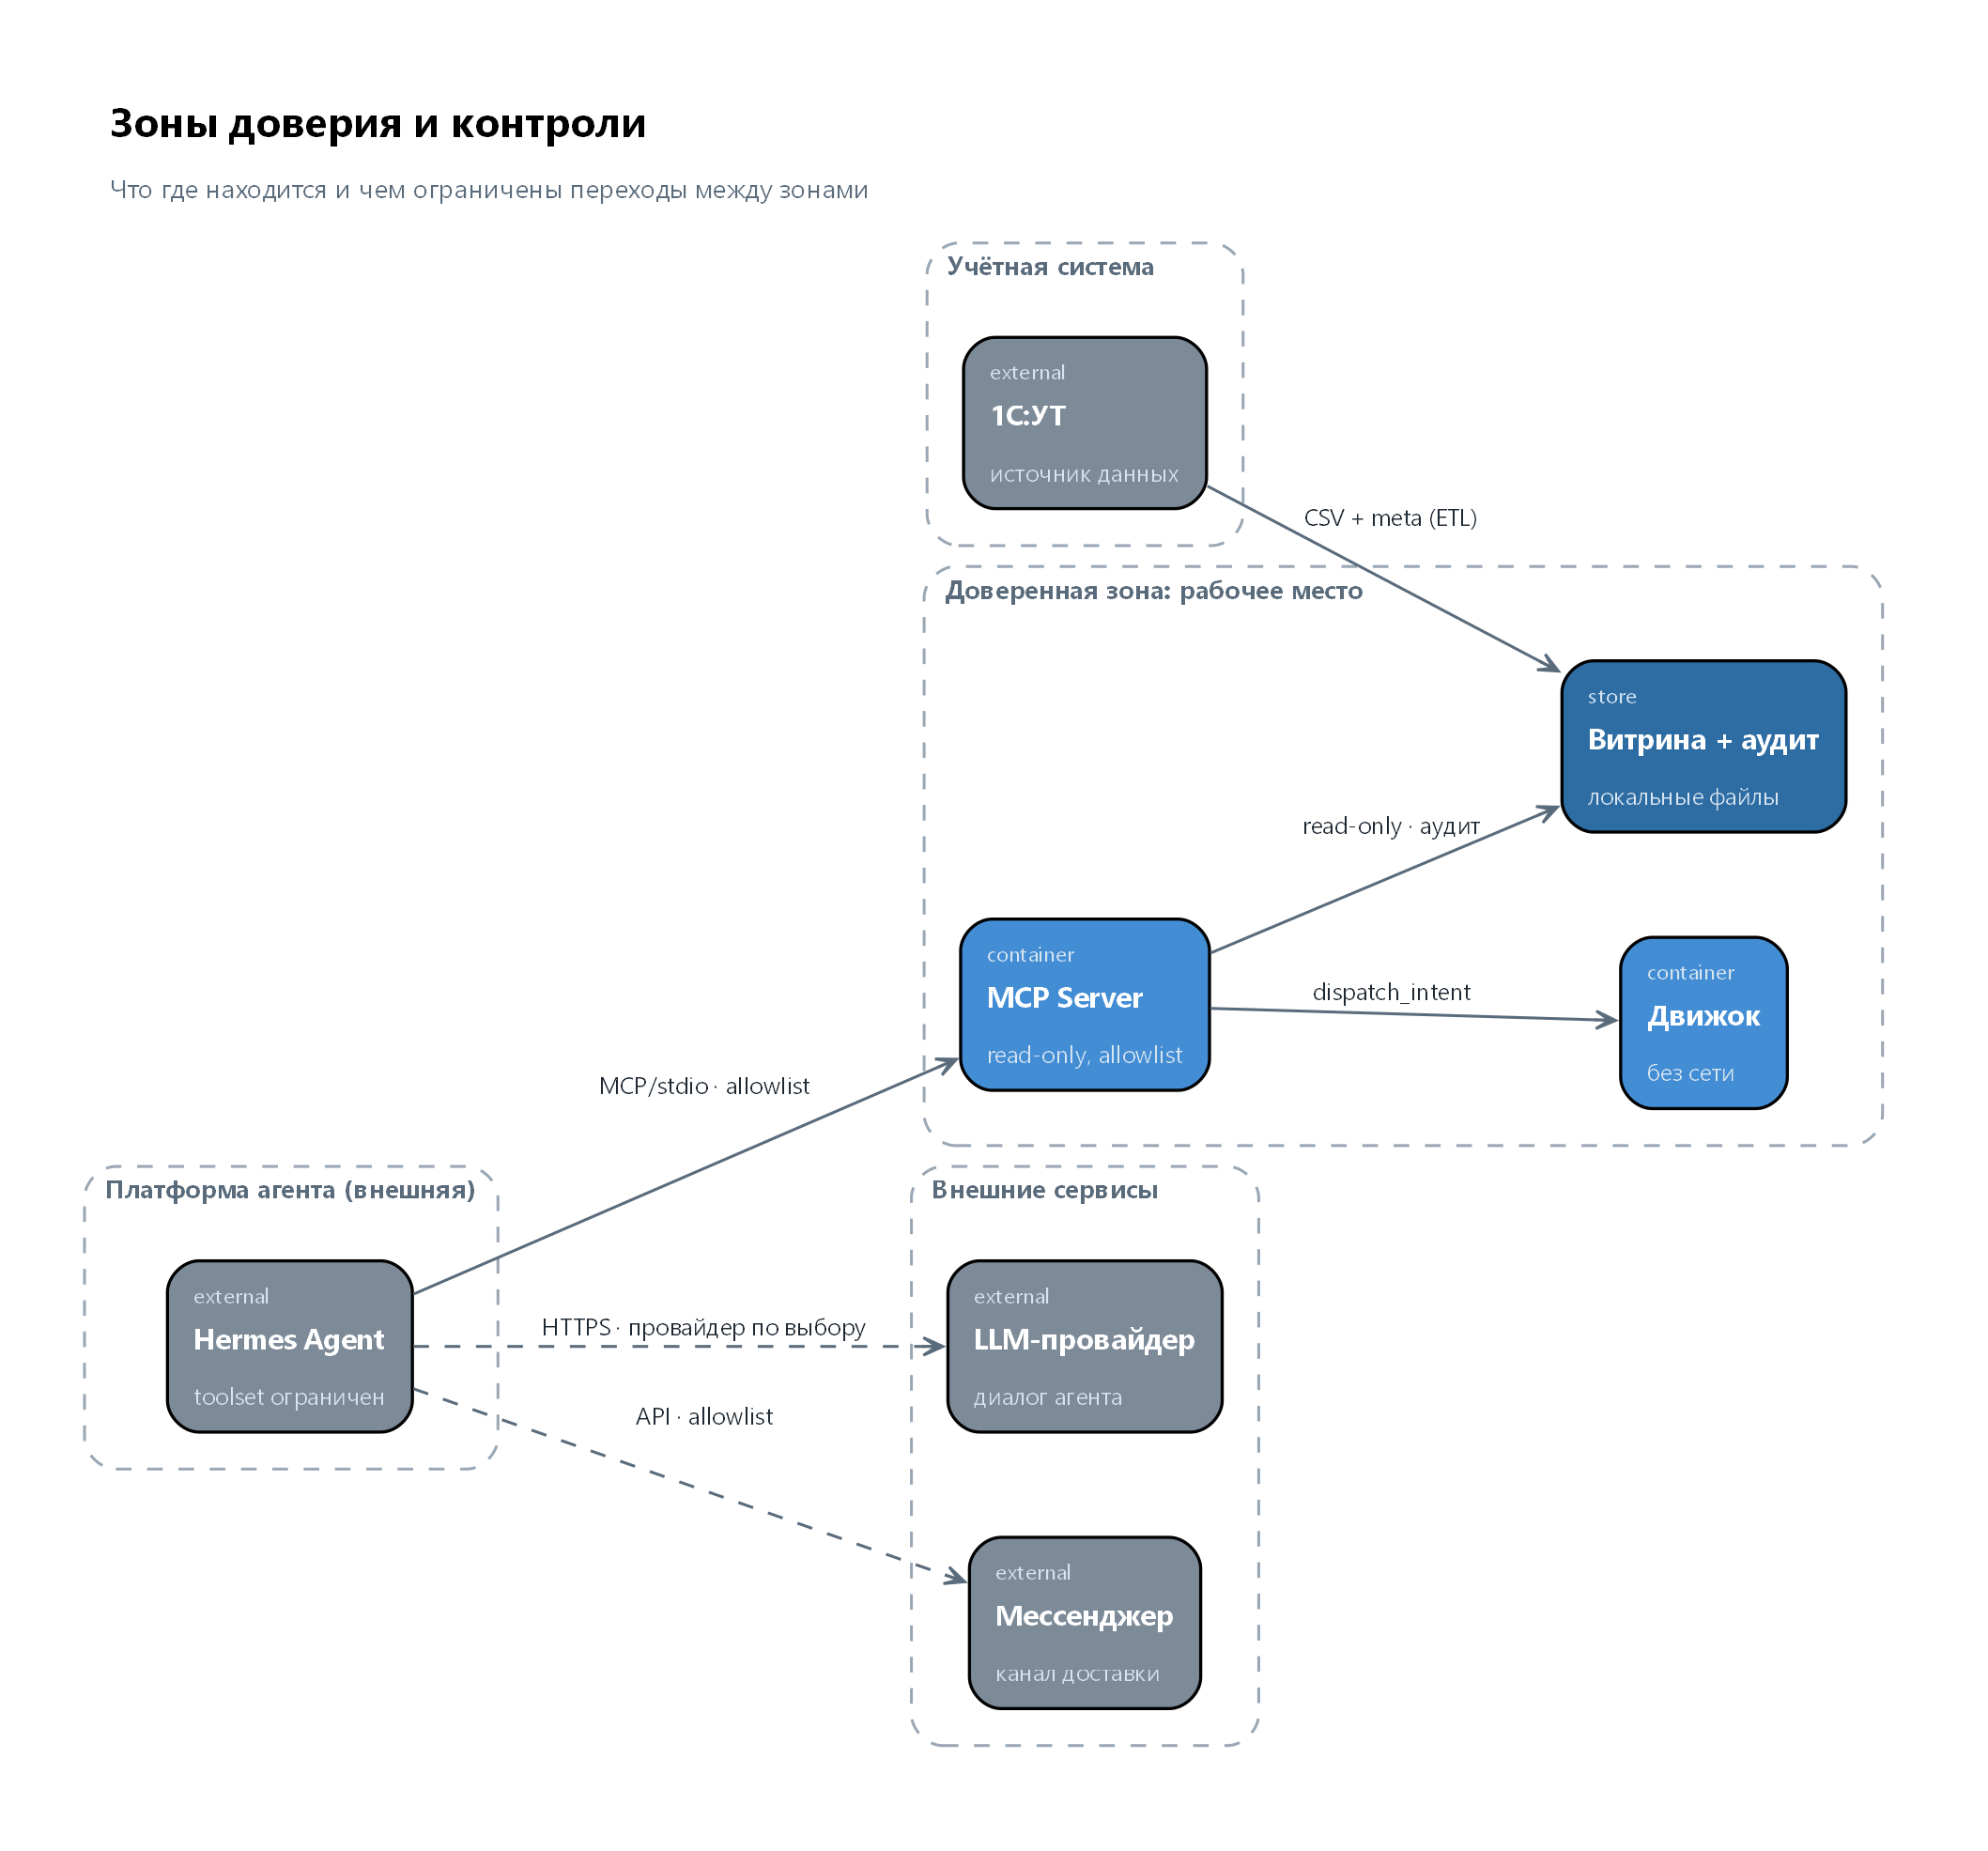 Зоны доверия и контроли
Что где находится и чем ограничены переходы между зонами
Учётная система
external
1С:УТ
источник данных
CSV + meta (ETL)
Доверенная зона: рабочее место
store
Витрина + аудит
локальные файлы
read-only · аудит
container
MCP Server
read-only, allowlist
dispatch_intent
container
Движок
без сети
MCP/stdio · allowlist
Платформа агента (внешняя)
external
Hermes Agent
toolset ограничен
HTTPS · провайдер по выбору
API · allowlist
Внешние сервисы
external
LLM-провайдер
диалог агента
external
Мессенджер
канал доставки